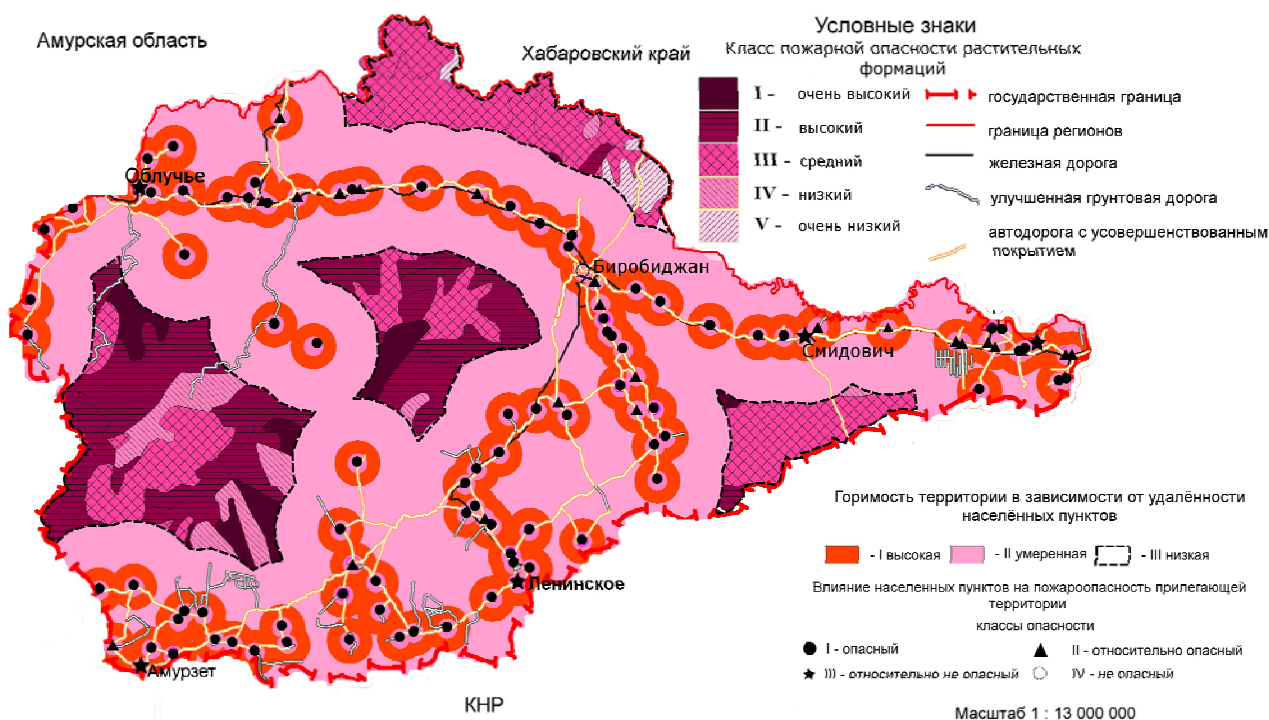 Амурская область
Хабаровский край
Условные знаки
Класс пожарной опасности растительных
формаций
I - очень высокий
II - высокий
III - средний
IV - низкий
V - очень низкий
государственная граница
граница регионов
железная дорога
улучшенная грунтовая дорога
автодорога с усовершенствованным
покрытием
Облучье
Биробиджан
Смидович
Ленинское
Амурзет
КНР
Горимость территории в зависимости от удалённости
населённых пунктов
- I высокая
- II умеренная
- III низкая
Влияние населенных пунктов на пожароопасность прилегающей
территории
классы опасности
I - опасный
II - относительно опасный
III - относительно не опасный
IV - не опасный
Масштаб 1 : 13 000 000